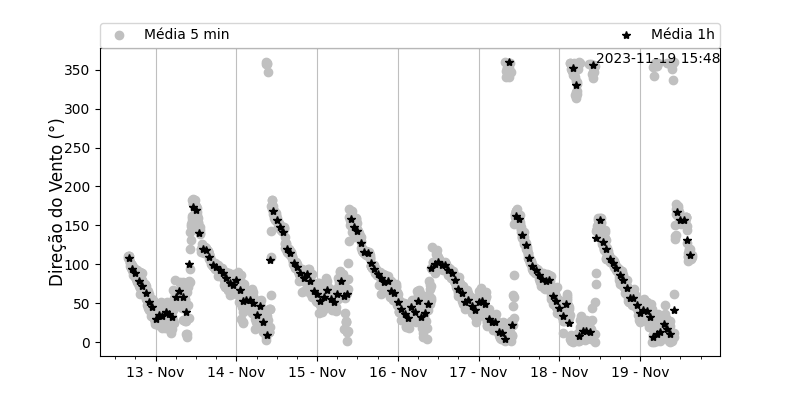 Média 5 min
Média 1h
2023-11-19 15:48
Direção do Vento (°)
350
300
250
200
150
100
50
0
13 - Nov
14 - Nov
15 - Nov
16 - Nov
17 - Nov
18 - Nov
19 - Nov